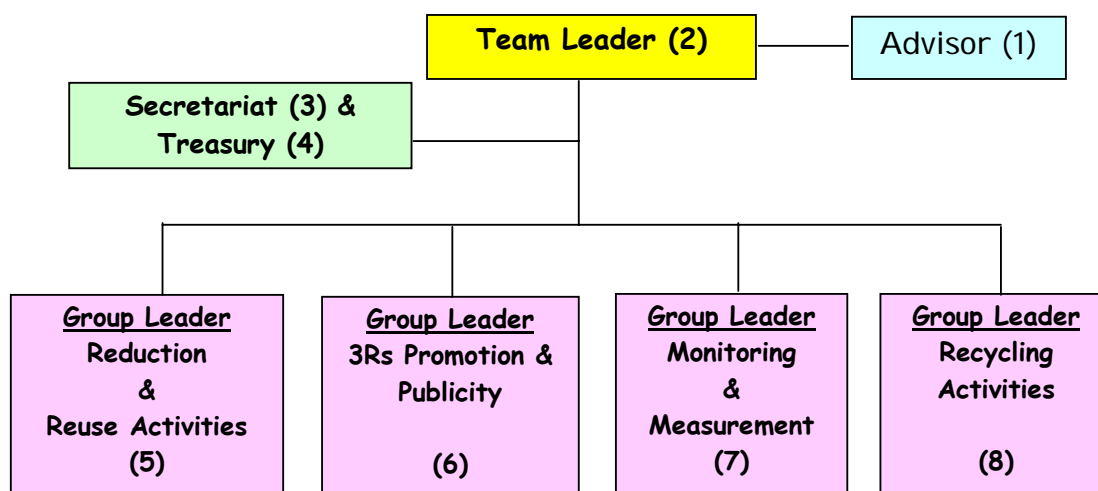 Team Leader (2)
Advisor (1)
Secretariat (3) &
Treasury (4)
Group Leader
Reduction
&
Reuse Activities
(5)
Group Leader
3Rs Promotion &
Publicity
(6)
Group Leader
Monitoring
&
Measurement
(7)
Group Leader
Recycling
Activities
(8)